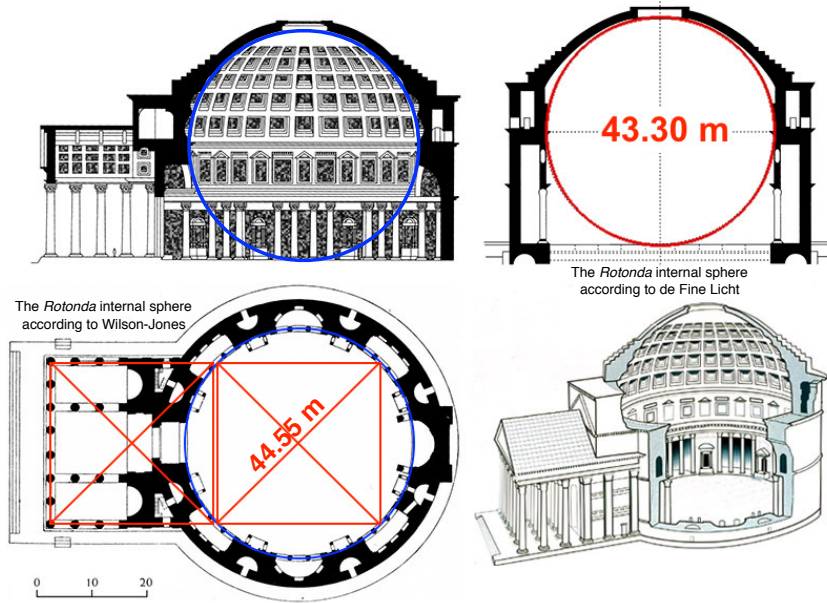 43.30 m
The Rotonda internal sphere
according to de Fine Licht
The Rotonda internal sphere
according to Wilson-Jones
44.55 m
0 10 20